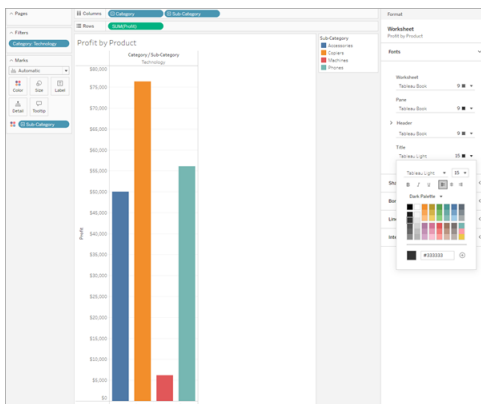 Pages
Filters
Category: Technology
Marks
Automatic
Color
Size
Label
Detail
Tooltip
Sub-Category
Columns
Category
Sub-Category
Rows
SUM(Profit)
Profit by Product
Category / Sub-Category
Technology
$80,000
$75,000
$70,000
$65,000
$60,000
$55,000
$50,000
$45,000
$40,000
$35,000
$30,000
$25,000
$20,000
$15,000
$10,000
$5,000
$0
Profit
Sub-Category
Accessories
Copiers
Machines
Phones
Format
Worksheet
Profit by Product
Fonts
Worksheet
Tableau Book 9
Pane
Tableau Book 9
Header
Tableau Book 9
Title
Tableau Light 15
Tableau Light 15
B I U
Dark Palette
#333333